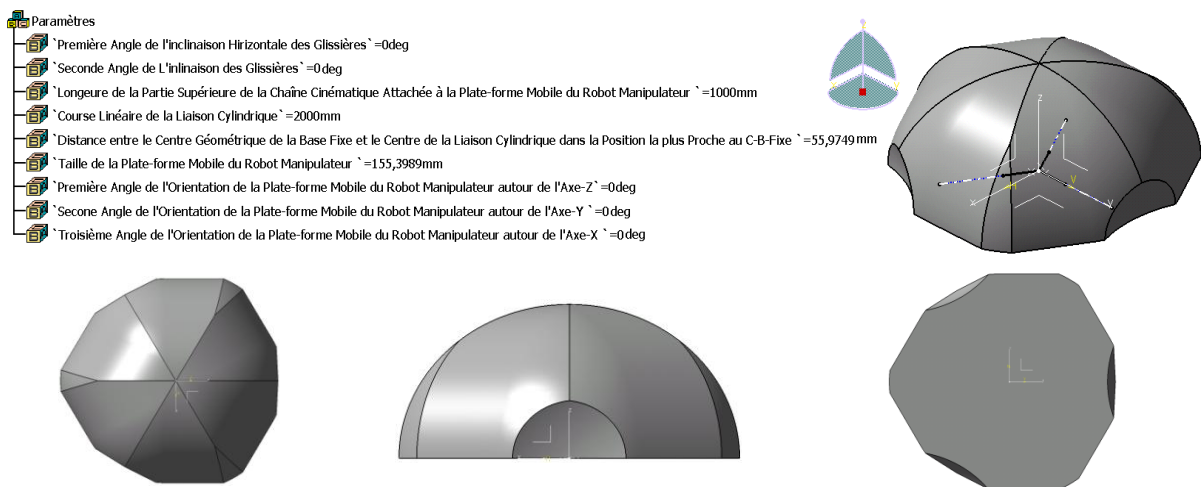 Paramètres
`Première Angle de l'inclinaison Hirizontale des Glissières`=0deg
`Seconde Angle de L'inlinaison des Glissières`=0deg
`Longeure de la Partie Supérieure de la Chaîne Cinématique Attachée à la Plate-forme Mobile du Robot Manipulateur `=1000mm
`Course Linéaire de la Liaison Cylindrique`=2000mm
`Distance entre le Centre Géométrique de la Base Fixe et le Centre de la Liaison Cylindrique dans la Position la plus Proche au C-B-Fixe `=55,9749mm
`Taille de la Plate-forme Mobile du Robot Manipulateur `=155,3989mm
`Première Angle de l'Orientation de la Plate-forme Mobile du Robot Manipulateur autour de l'Axe-Z`=0deg
`Secone Angle de l'Orientation de la Plate-forme Mobile du Robot Manipulateur autour de l'Axe-Y `=0deg
`Troisième Angle de l'Orientation de la Plate-forme Mobile du Robot Manipulateur autour de l'Axe-X `=0deg